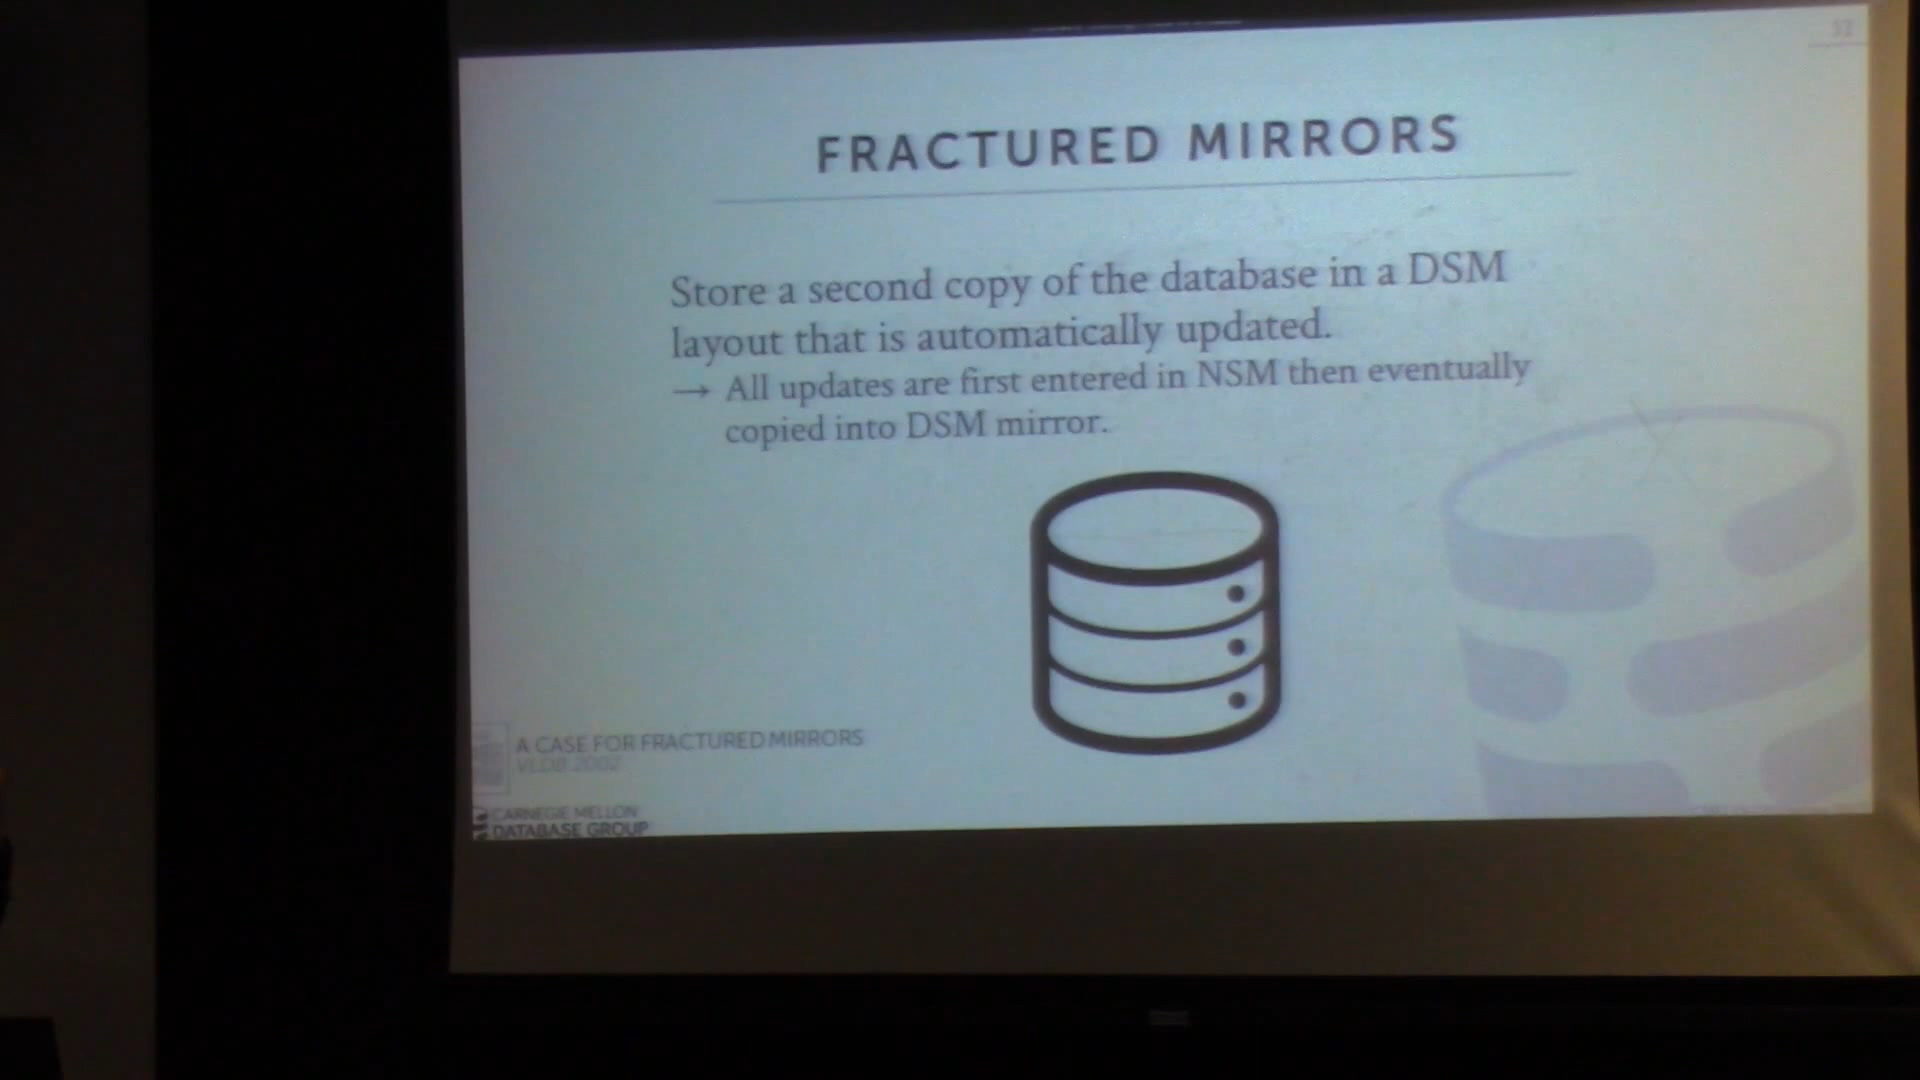 FRACTURED MIRRORS
Store a second copy of the database in a DSM
layout that is automatically updated.
→ All updates are first entered in NSM then eventually
copied into DSM mirror.
A CASE FOR FRACTURED MIRRORS
VLDB 2002
CARNEGIE MELLON
DATABASE GROUP